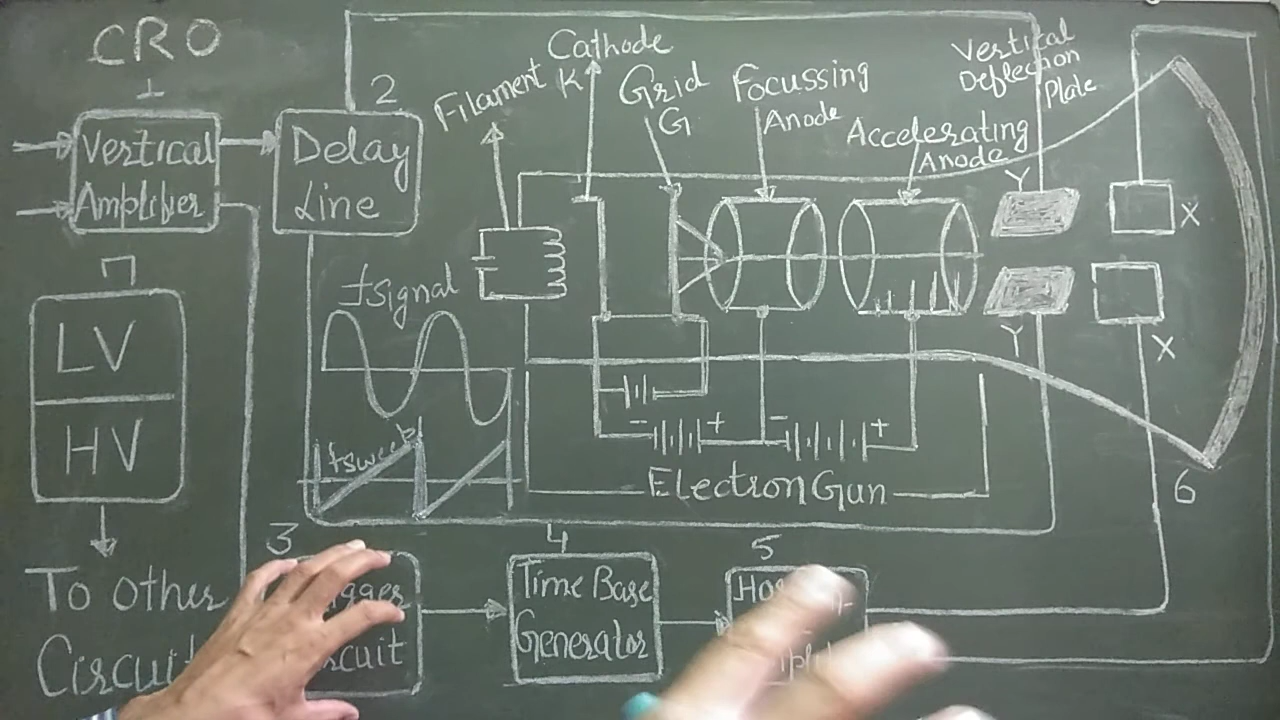 CRO
1
Vertical
Amplifier
2
Delay
Line
Filament
Cathode
K
Grid
G
Focussing
Anode
Accelerating
Anode
Vertical
Deflection
Plate
Y
X
Y
X
7
LV
HV
To Other
fsignal
fsweep
- +
- +
Electron Gun
6
3
4
Time Base
Generator
5